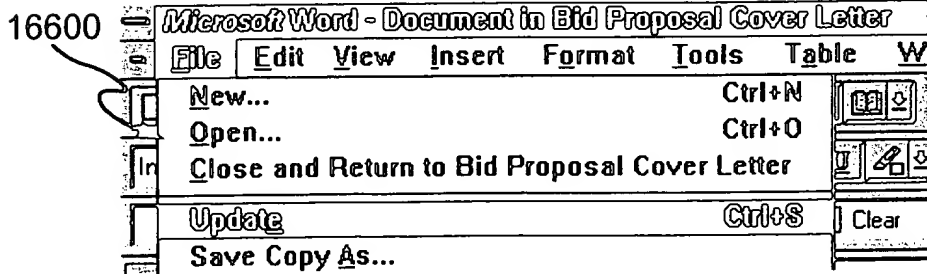 16600
Microsoft Word - Document in Bid Proposal Cover Letter
File Edit View Insert Format Tools Table W
New... Ctrl+N
Open... Ctrl+O
Close and Return to Bid Proposal Cover Letter
In
Update Ctrl+S
Clear
Save Copy As...